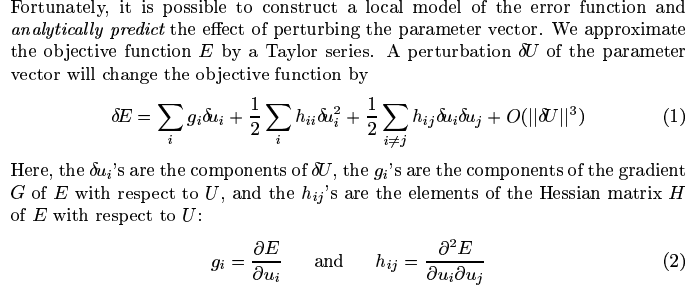 Fortunately, it is possible to construct a local model of the error function and
analytically predict the effect of perturbing the parameter vector. We approximate
the objective function E by a Taylor series. A perturbation δU of the parameter
vector will change the objective function by
δE = ∑_i g_i δu_i + 1/2 ∑_i h_ii δu_i^2 + 1/2 ∑_{i≠j} h_ij δu_i δu_j + O(||δU||^3) (1)
Here, the δu_i's are the components of δU, the g_i's are the components of the gradient
G of E with respect to U, and the h_ij's are the elements of the Hessian matrix H
of E with respect to U:
g_i = ∂E/∂u_i and h_ij = ∂^2E/∂u_i∂u_j (2)